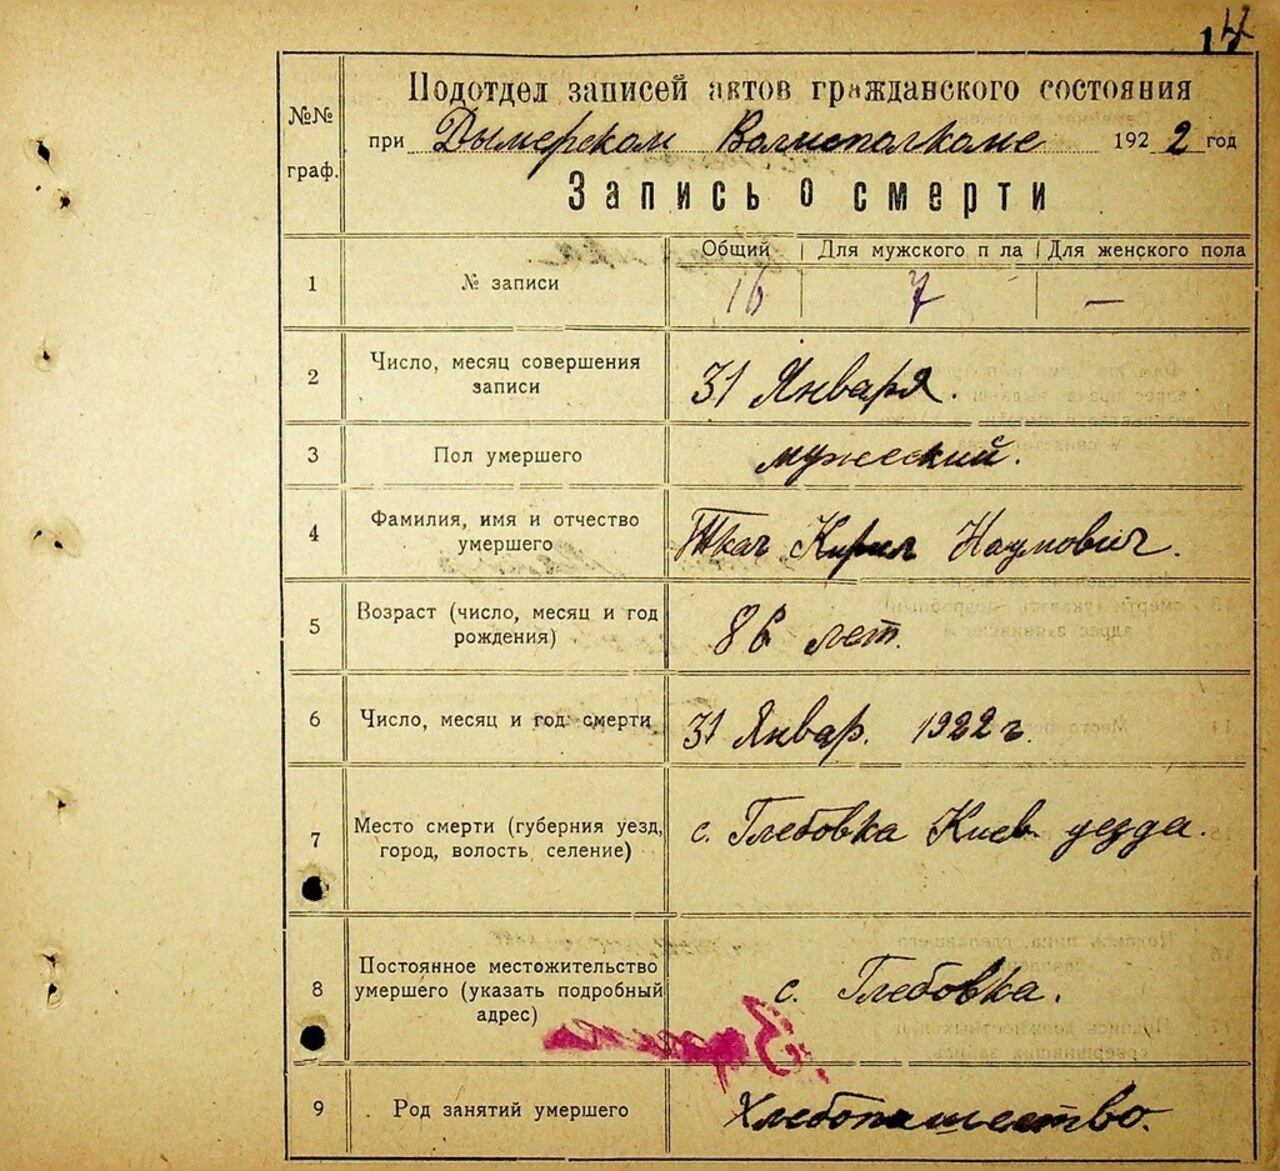 14
Подотдел записей актов гражданского состояния
№№ граф.
при Дымерском Волисполкоме 1922 год
Запись о смерти
Общий | Для мужского п ла | Для женского пола
1 № записи 16 7 —
2 Число, месяц совершения
записи
31 Января.
3 Пол умершего мужеский.
4 Фамилия, имя и отчество
умершего
Ткач Кирил Наумович.
5 Возраст (число, месяц и год
рождения)
86 лет.
6 Число, месяц и год смерти 31 Январ. 1922 г.
7 Место смерти (губерния уезд,
город, волость селение)
с. Глебовка Киев. уезда.
8 Постоянное местожительство
умершего (указать подробный
адрес)
с. Глебовка.
9 Род занятий умершего Хлебопашество.